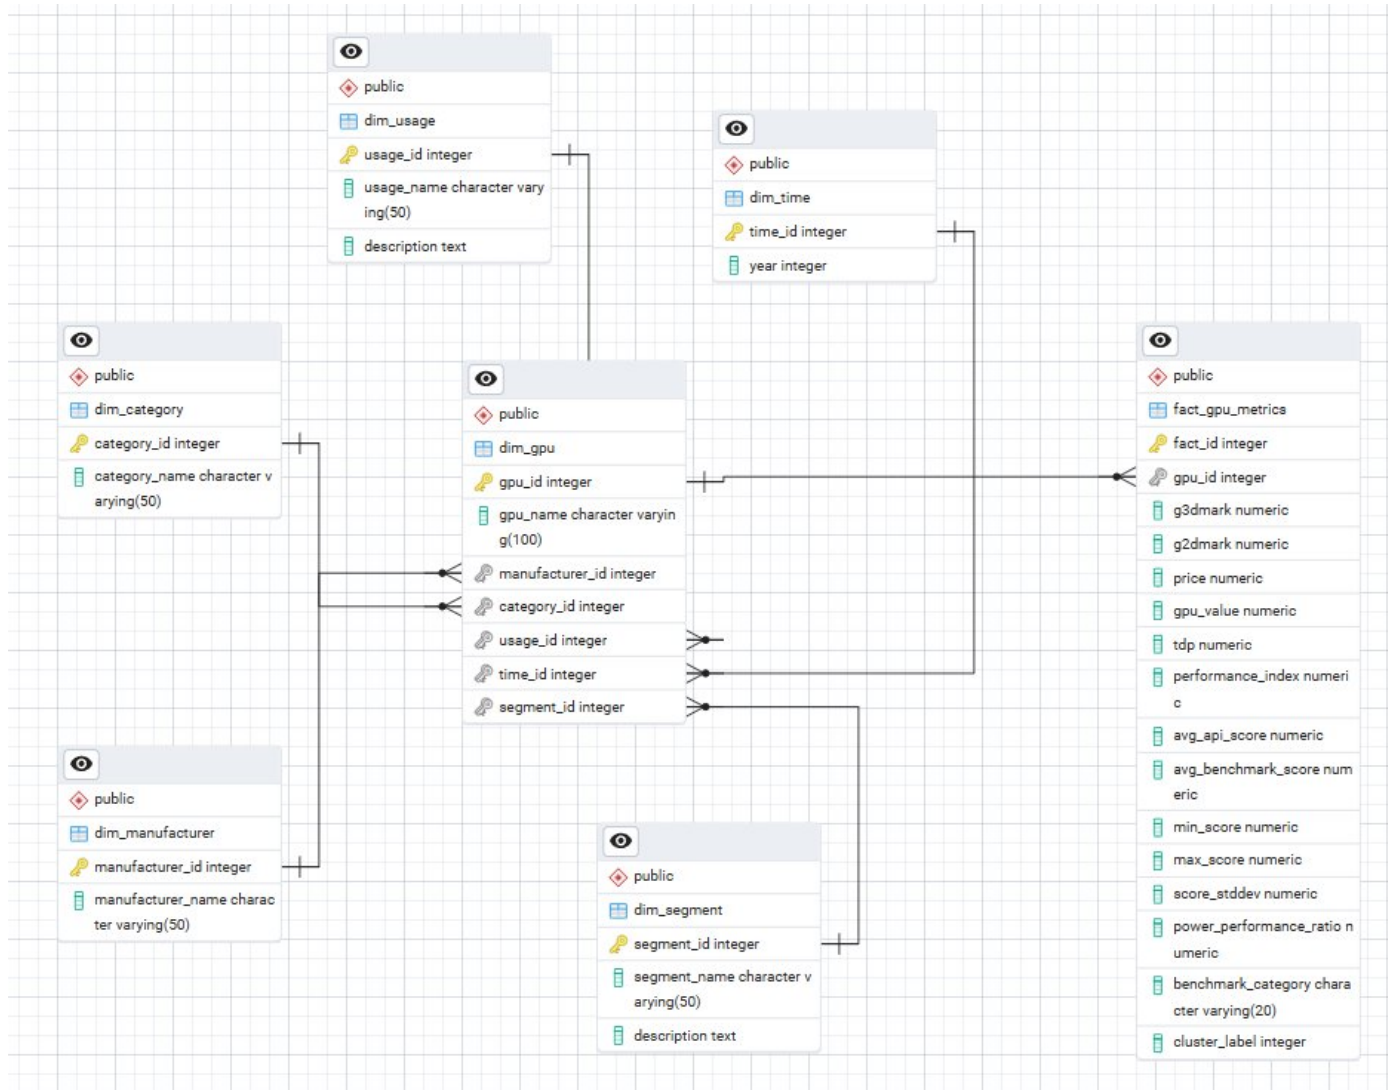 public
dim_usage
usage_id integer
usage_name character vary
ing(50)
description text
public
dim_time
time_id integer
year integer
public
dim_category
category_id integer
category_name character v
arying(50)
public
dim_gpu
gpu_id integer
gpu_name character varyin
g(100)
manufacturer_id integer
category_id integer
usage_id integer
time_id integer
segment_id integer
public
fact_gpu_metrics
fact_id integer
gpu_id integer
g3dmark numeric
g2dmark numeric
price numeric
gpu_value numeric
tdp numeric
performance_index numeri
c
avg_api_score numeric
avg_benchmark_score num
eric
min_score numeric
max_score numeric
score_stddev numeric
power_performance_ratio n
umeric
benchmark_category chara
cter varying(20)
cluster_label integer
public
dim_manufacturer
manufacturer_id integer
manufacturer_name charac
ter varying(50)
public
dim_segment
segment_id integer
segment_name character v
arying(50)
description text